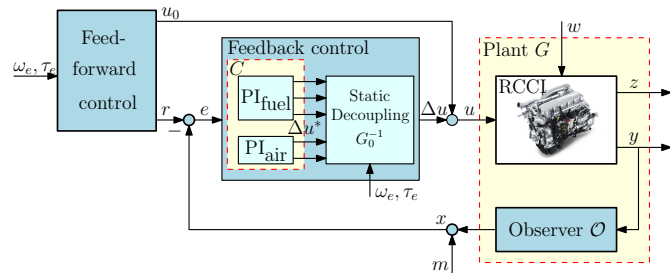 Feed-
forward
control
ω_e, τ_e
u_0
r
−
e
Feedback control
C
PI_fuel
PI_air
Δu*
Static
Decoupling
G_0^{-1}
ω_e, τ_e
Δu
u
w
Plant G
RCCI
z
y
Observer 𝒪
x
m